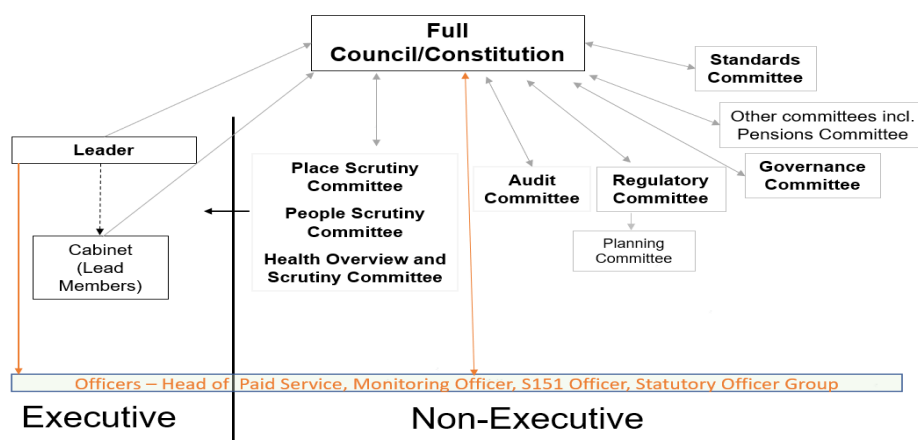 Full
Council/Constitution
Standards
Committee
Other committees incl.
Pensions Committee
Leader
Place Scrutiny
Committee
People Scrutiny
Committee
Health Overview and
Scrutiny Committee
Audit
Committee
Regulatory
Committee
Governance
Committee
Cabinet
(Lead
Members)
Planning
Committee
Officers – Head of Paid Service, Monitoring Officer, S151 Officer, Statutory Officer Group
Executive
Non-Executive